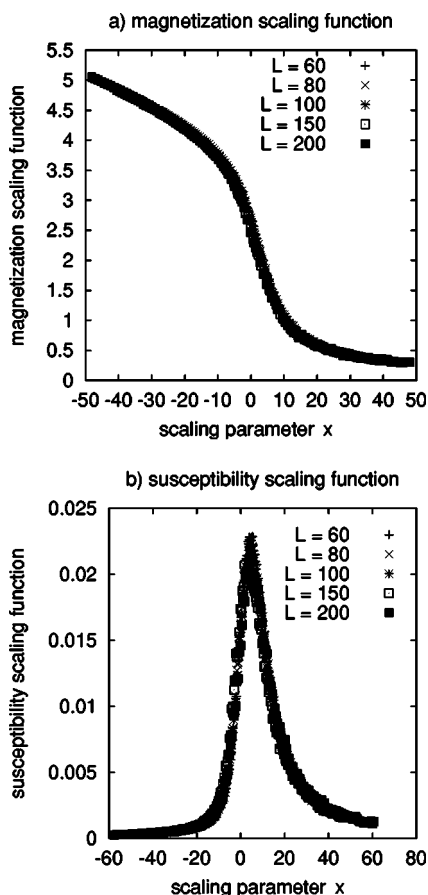 a) magnetization scaling function
magnetization scaling function
5.5
5
4.5
4
3.5
3
2.5
2
1.5
1
0.5
0
L = 60
L = 80
L = 100
L = 150
L = 200
-50 -40 -30 -20 -10 0 10 20 30 40 50
scaling parameter x
b) susceptibility scaling function
susceptibility scaling function
0.025
0.02
0.015
0.01
0.005
0
L = 60
L = 80
L = 100
L = 150
L = 200
-60 -40 -20 0 20 40 60 80
scaling parameter x